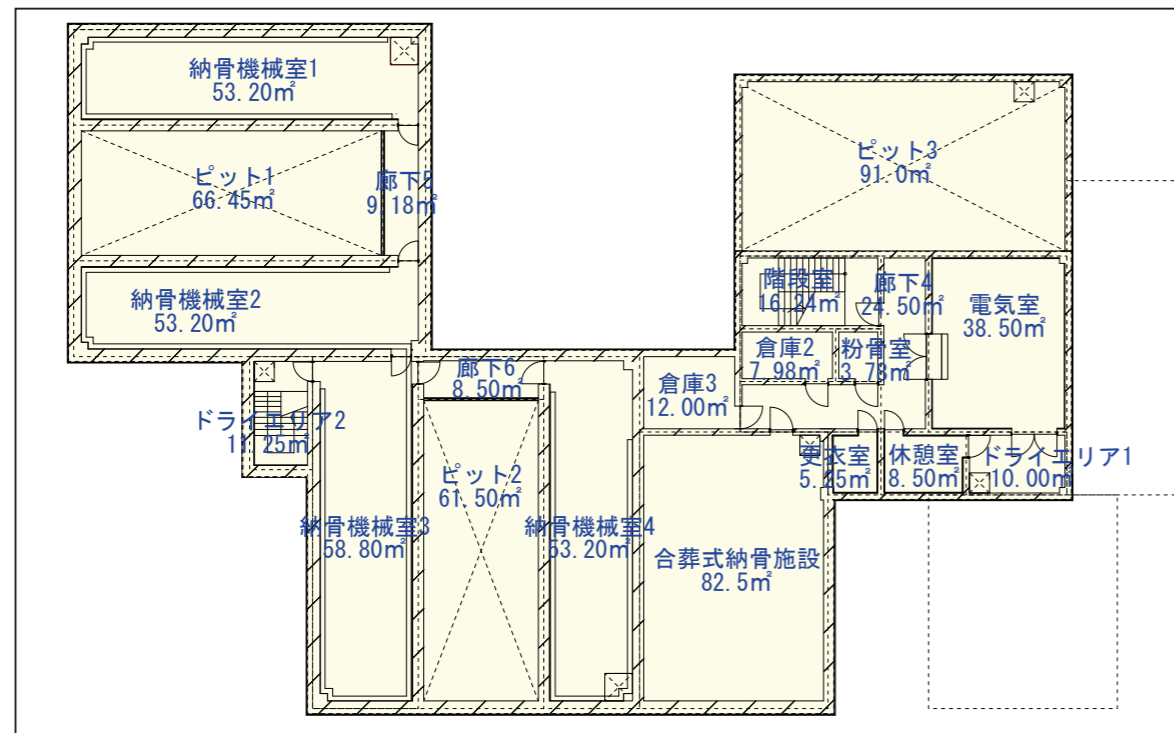 納骨機械室1
53.20㎡
ピット1
66.45㎡
廊下5
9.18㎡
納骨機械室2
53.20㎡
ピット3
91.0㎡
階段室
16.24㎡
廊下4
24.50㎡
電気室
38.50㎡
倉庫2
7.98㎡
粉骨室
3.73㎡
廊下6
8.50㎡
倉庫3
12.00㎡
ドライエリア2
11.25㎡
ピット2
61.50㎡
更衣室
5.25㎡
休憩室
8.50㎡
ドライエリア1
10.00㎡
納骨機械室3
58.80㎡
納骨機械室4
53.20㎡
合葬式納骨施設
82.5㎡